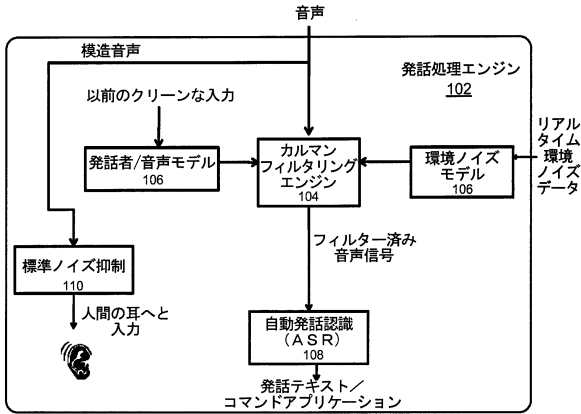 音声
模造音声
発話処理エンジン
102
以前のクリーンな入力
リアル
タイム
環境
ノイズ
データ
発話者/音声モデル
106
カルマン
フィルタリング
エンジン
104
環境ノイズ
モデル
106
フィルター済み
音声信号
標準ノイズ抑制
110
人間の耳へと
入力
自動発話認識
(ASR)
108
発話テキスト/
コマンドアプリケーション